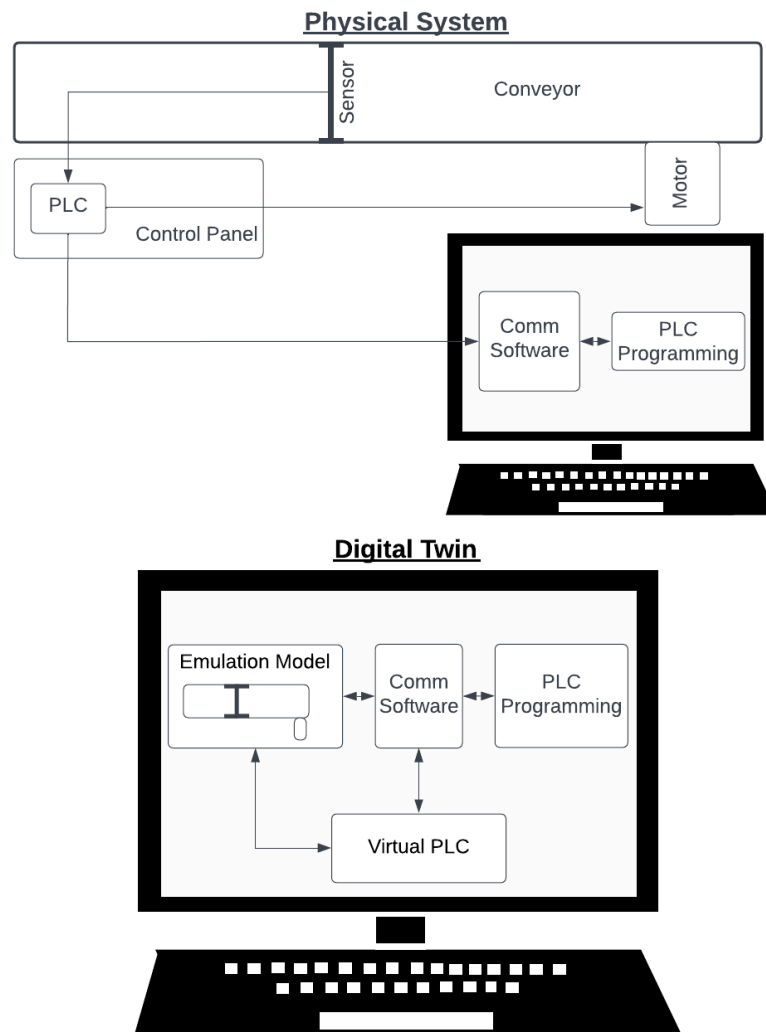 Physical System
Sensor
Conveyor
Motor
PLC
Control Panel
Comm
Software
PLC
Programming
Digital Twin
Emulation Model
Comm
Software
PLC
Programming
Virtual PLC